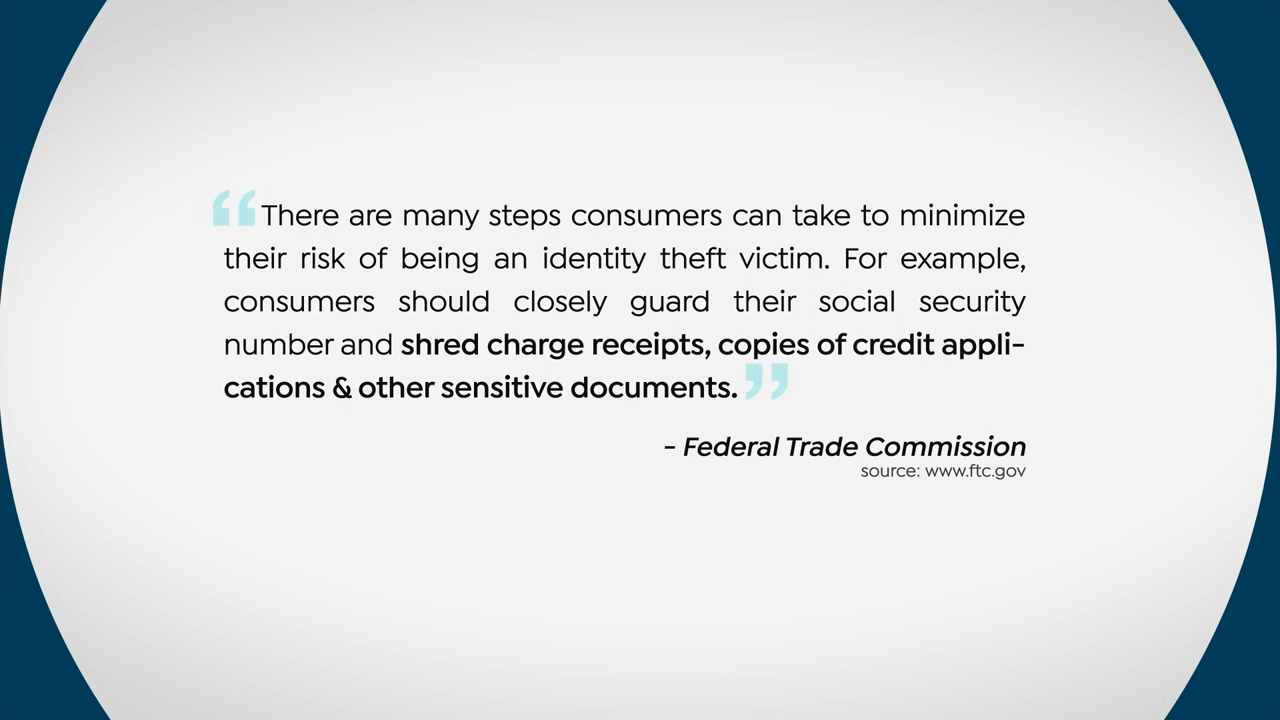 “There are many steps consumers can take to minimize
their risk of being an identity theft victim. For example,
consumers should closely guard their social security
number and shred charge receipts, copies of credit appli-
cations & other sensitive documents.”
- Federal Trade Commission
source: www.ftc.gov